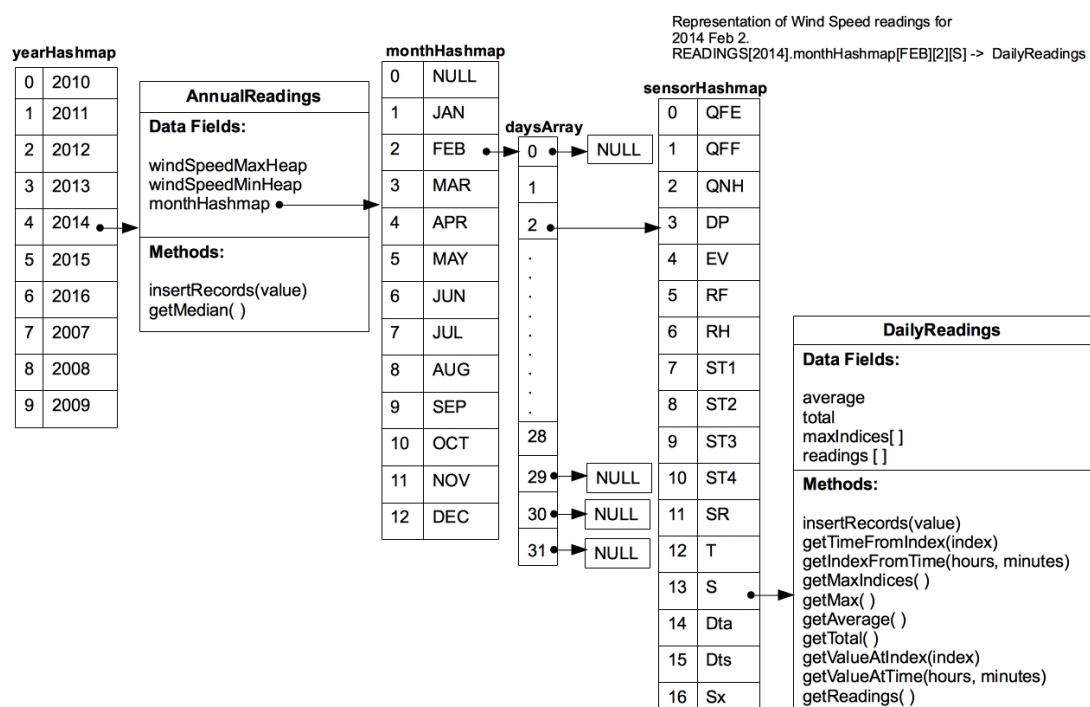 Representation of Wind Speed readings for
2014 Feb 2.
READINGS[2014].monthHashmap[FEB][2][S] -> DailyReadings
yearHashmap
0 2010
1 2011
2 2012
3 2013
4 2014
5 2015
6 2016
7 2007
8 2008
9 2009
AnnualReadings
Data Fields:
windSpeedMaxHeap
windSpeedMinHeap
monthHashmap
Methods:
insertRecords(value)
getMedian( )
monthHashmap
0 NULL
1 JAN
2 FEB
3 MAR
4 APR
5 MAY
6 JUN
7 JUL
8 AUG
9 SEP
10 OCT
11 NOV
12 DEC
daysArray
0 NULL
1
2
.
.
.
.
.
.
.
.
28
29 NULL
30 NULL
31 NULL
sensorHashmap
0 QFE
1 QFF
2 QNH
3 DP
4 EV
5 RF
6 RH
7 ST1
8 ST2
9 ST3
10 ST4
11 SR
12 T
13 S
14 Dta
15 Dts
16 Sx
DailyReadings
Data Fields:
average
total
maxIndices[ ]
readings [ ]
Methods:
insertRecords(value)
getTimeFromIndex(index)
getIndexFromTime(hours, minutes)
getMaxIndices( )
getMax( )
getAverage( )
getTotal( )
getValueAtIndex(index)
getValueAtTime(hours, minutes)
getReadings( )